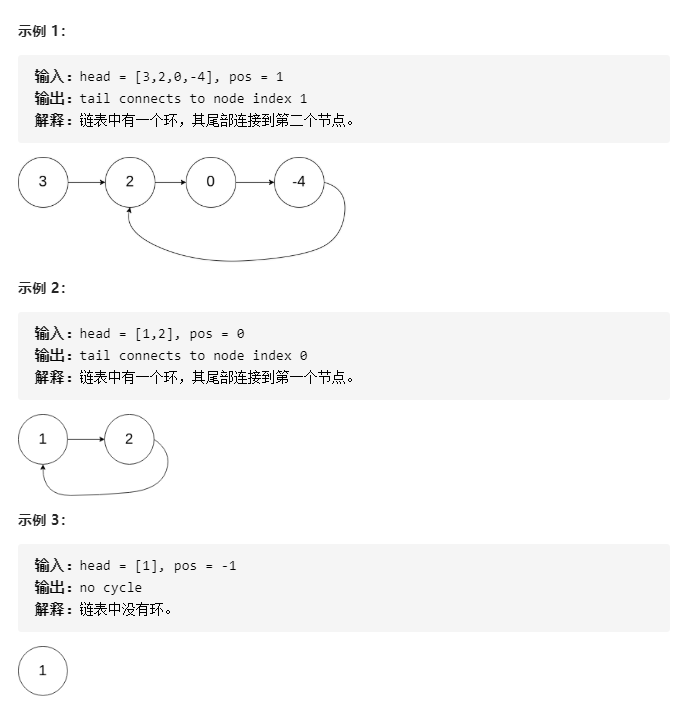 示例 1:
输入：head = [3,2,0,-4], pos = 1
输出：tail connects to node index 1
解释：链表中有一个环，其尾部连接到第二个节点。
3 2 0 -4
示例 2:
输入：head = [1,2], pos = 0
输出：tail connects to node index 0
解释：链表中有一个环，其尾部连接到第一个节点。
1 2
示例 3:
输入：head = [1], pos = -1
输出：no cycle
解释：链表中没有环。
1